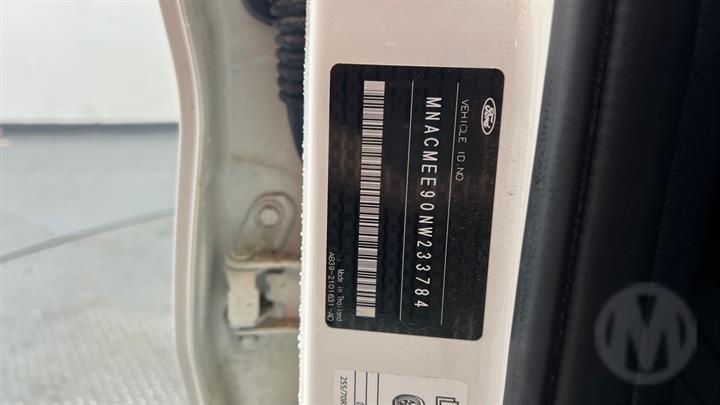 Ford
VEHICLE ID.NO
MNACMEE90NW233784
Made in Thailand
AB39-2101631-AD
255/70R
M